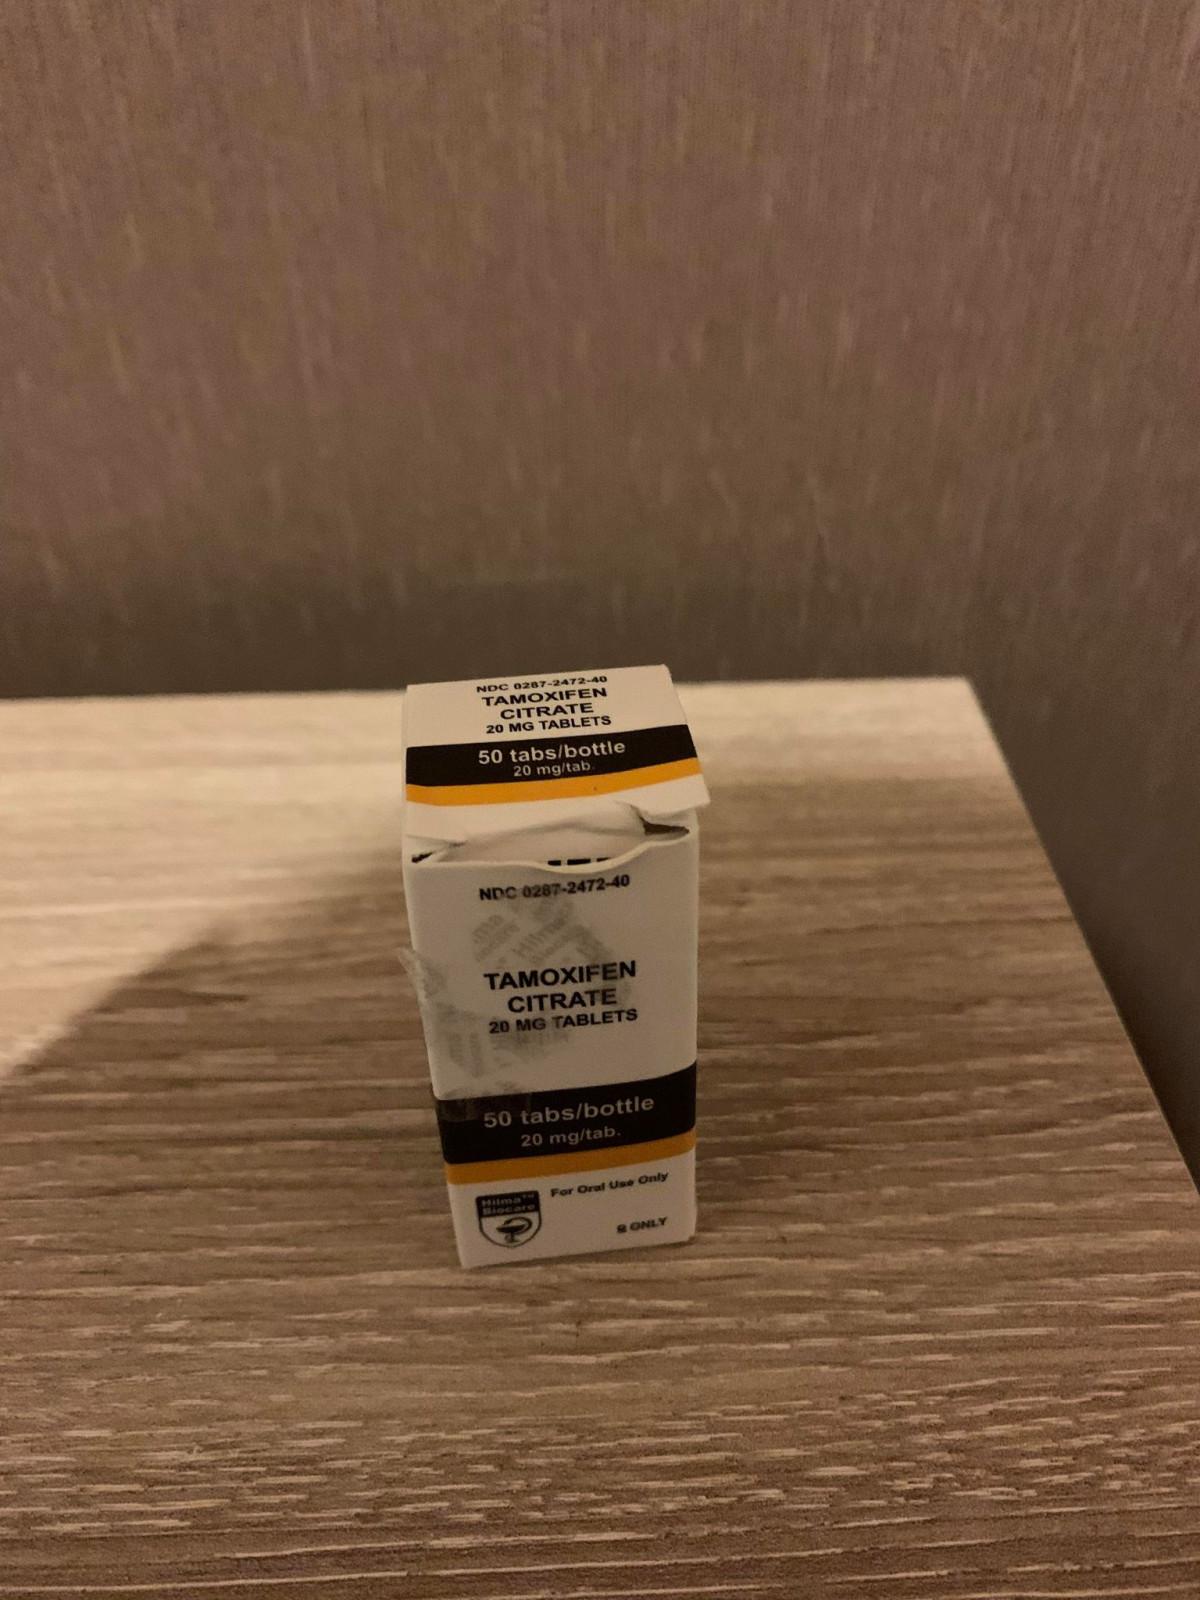 NDC 0287-2472-40
TAMOXIFEN
CITRATE
20 MG TABLETS
50 tabs/bottle
20 mg/tab.
NDC 0287-2472-40
TAMOXIFEN
CITRATE
20 MG TABLETS
50 tabs/bottle
20 mg/tab.
For Oral Use Only
Hilma™
Biocare
℞ ONLY